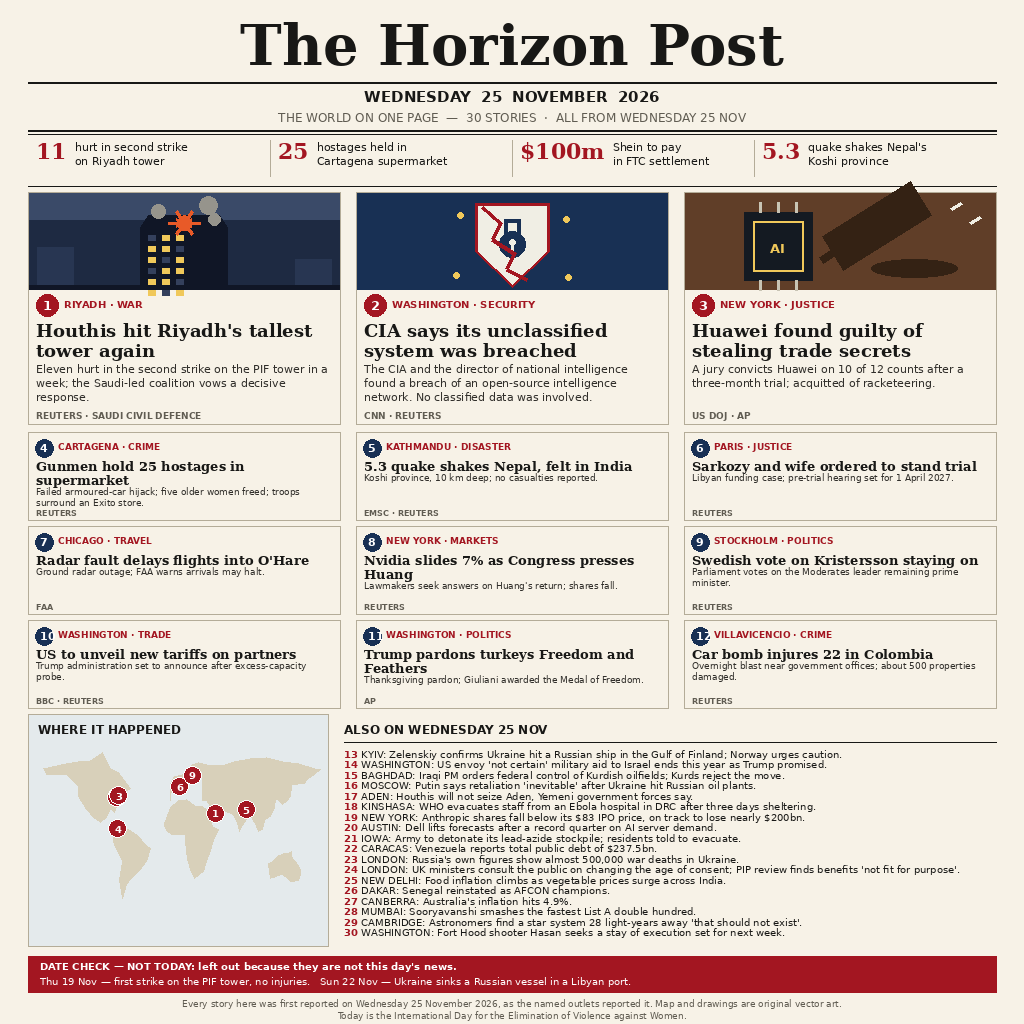 The Horizon Post
WEDNESDAY 25 NOVEMBER 2026
THE WORLD ON ONE PAGE — 30 STORIES · ALL FROM WEDNESDAY 25 NOV
11 hurt in second strike
on Riyadh tower
25 hostages held in
Cartagena supermarket
$100m Shein to pay
in FTC settlement
5.3 quake shakes Nepal's
Koshi province
AI
1 RIYADH · WAR
Houthis hit Riyadh's tallest
tower again
Eleven hurt in the second strike on the PIF tower in a
week; the Saudi-led coalition vows a decisive
response.
REUTERS · SAUDI CIVIL DEFENCE
2 WASHINGTON · SECURITY
CIA says its unclassified
system was breached
The CIA and the director of national intelligence
found a breach of an open-source intelligence
network. No classified data was involved.
CNN · REUTERS
3 NEW YORK · JUSTICE
Huawei found guilty of
stealing trade secrets
A jury convicts Huawei on 10 of 12 counts after a
three-month trial; acquitted of racketeering.
US DOJ · AP
4 CARTAGENA · CRIME
Gunmen hold 25 hostages in
supermarket
Failed armoured-car hijack; five older women freed; troops
surround an Exito store.
REUTERS
5 KATHMANDU · DISASTER
5.3 quake shakes Nepal, felt in India
Koshi province, 10 km deep; no casualties reported.
EMSC · REUTERS
6 PARIS · JUSTICE
Sarkozy and wife ordered to stand trial
Libyan funding case; pre-trial hearing set for 1 April 2027.
REUTERS
7 CHICAGO · TRAVEL
Radar fault delays flights into O'Hare
Ground radar outage; FAA warns arrivals may halt.
FAA
8 NEW YORK · MARKETS
Nvidia slides 7% as Congress presses
Huang
Lawmakers seek answers on Huang's return; shares fall.
REUTERS
9 STOCKHOLM · POLITICS
Swedish vote on Kristersson staying on
Parliament votes on the Moderates leader remaining prime
minister.
REUTERS
10 WASHINGTON · TRADE
US to unveil new tariffs on partners
Trump administration set to announce after excess-capacity
probe.
BBC · REUTERS
11 WASHINGTON · POLITICS
Trump pardons turkeys Freedom and
Feathers
Thanksgiving pardon; Giuliani awarded the Medal of Freedom.
AP
12 VILLAVICENCIO · CRIME
Car bomb injures 22 in Colombia
Overnight blast near government offices; about 500 properties
damaged.
REUTERS
WHERE IT HAPPENED
9
6
3
1
5
4
ALSO ON WEDNESDAY 25 NOV
13 KYIV: Zelenskiy confirms Ukraine hit a Russian ship in the Gulf of Finland; Norway urges caution.
14 WASHINGTON: US envoy 'not certain' military aid to Israel ends this year as Trump promised.
15 BAGHDAD: Iraqi PM orders federal control of Kurdish oilfields; Kurds reject the move.
16 MOSCOW: Putin says retaliation 'inevitable' after Ukraine hit Russian oil plants.
17 ADEN: Houthis will not seize Aden, Yemeni government forces say.
18 KINSHASA: WHO evacuates staff from an Ebola hospital in DRC after three days sheltering.
19 NEW YORK: Anthropic shares fall below its $83 IPO price, on track to lose nearly $200bn.
20 AUSTIN: Dell lifts forecasts after a record quarter on AI server demand.
21 IOWA: Army to detonate its lead-azide stockpile; residents told to evacuate.
22 CARACAS: Venezuela reports total public debt of $237.5bn.
23 LONDON: Russia's own figures show almost 500,000 war deaths in Ukraine.
24 LONDON: UK ministers consult the public on changing the age of consent; PIP review finds benefits 'not fit for purpose'.
25 NEW DELHI: Food inflation climbs as vegetable prices surge across India.
26 DAKAR: Senegal reinstated as AFCON champions.
27 CANBERRA: Australia's inflation hits 4.9%.
28 MUMBAI: Sooryavanshi smashes the fastest List A double hundred.
29 CAMBRIDGE: Astronomers find a star system 28 light-years away 'that should not exist'.
30 WASHINGTON: Fort Hood shooter Hasan seeks a stay of execution set for next week.
DATE CHECK — NOT TODAY: left out because they are not this day's news.
Thu 19 Nov — first strike on the PIF tower, no injuries. Sun 22 Nov — Ukraine sinks a Russian vessel in a Libyan port.
Every story here was first reported on Wednesday 25 November 2026, as the named outlets reported it. Map and drawings are original vector art.
Today is the International Day for the Elimination of Violence against Women.